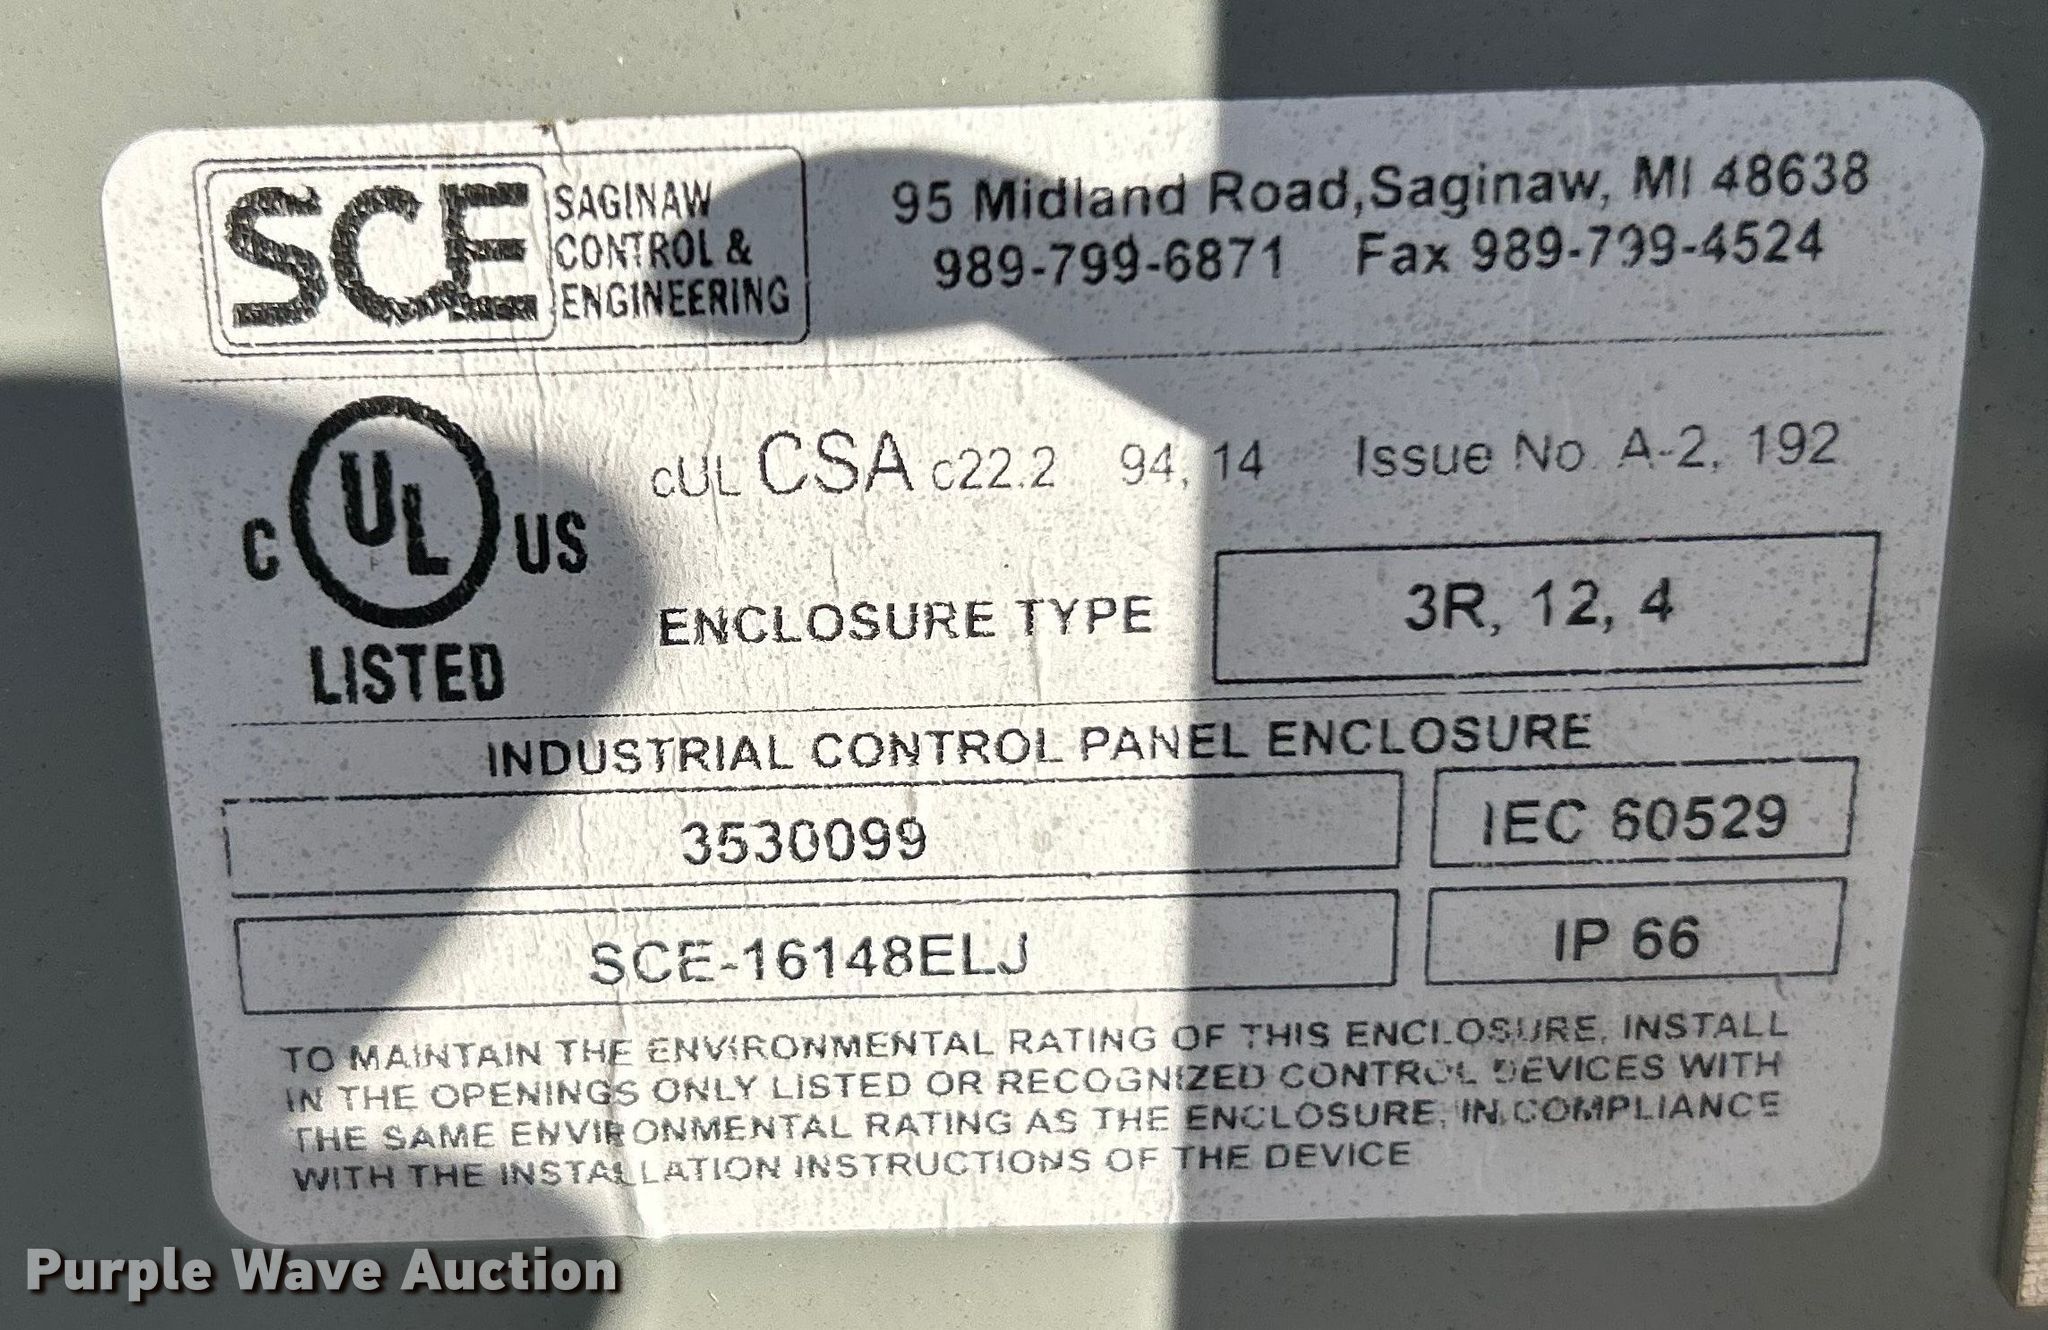 SCE
SAGINAW
CONTROL &
ENGINEERING
95 Midland Road,Saginaw, MI 48638
989-799-6871 Fax 989-799-4524
C UL US
LISTED
cUL CSA c22.2 94, 14 Issue No. A-2, 192
ENCLOSURE TYPE 3R, 12, 4
INDUSTRIAL CONTROL PANEL ENCLOSURE
3530099 IEC 60529
SCE-16148ELJ IP 66
TO MAINTAIN THE ENVIRONMENTAL RATING OF THIS ENCLOSURE, INSTALL
IN THE OPENINGS ONLY LISTED OR RECOGNIZED CONTROL DEVICES WITH
THE SAME ENVIRONMENTAL RATING AS THE ENCLOSURE, IN COMPLIANCE
WITH THE INSTALLATION INSTRUCTIONS OF THE DEVICE
Purple Wave Auction